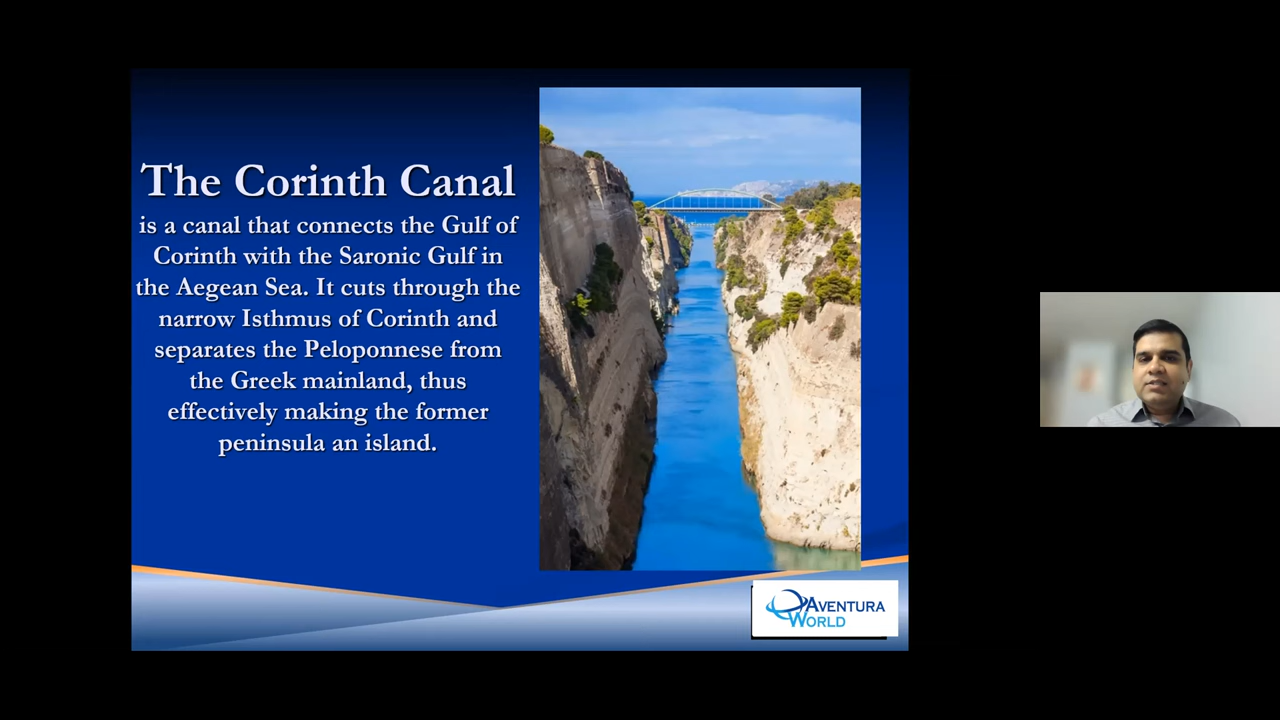 The Corinth Canal
is a canal that connects the Gulf of
Corinth with the Saronic Gulf in
the Aegean Sea. It cuts through the
narrow Isthmus of Corinth and
separates the Peloponnese from
the Greek mainland, thus
effectively making the former
peninsula an island.
AVENTURA
WORLD